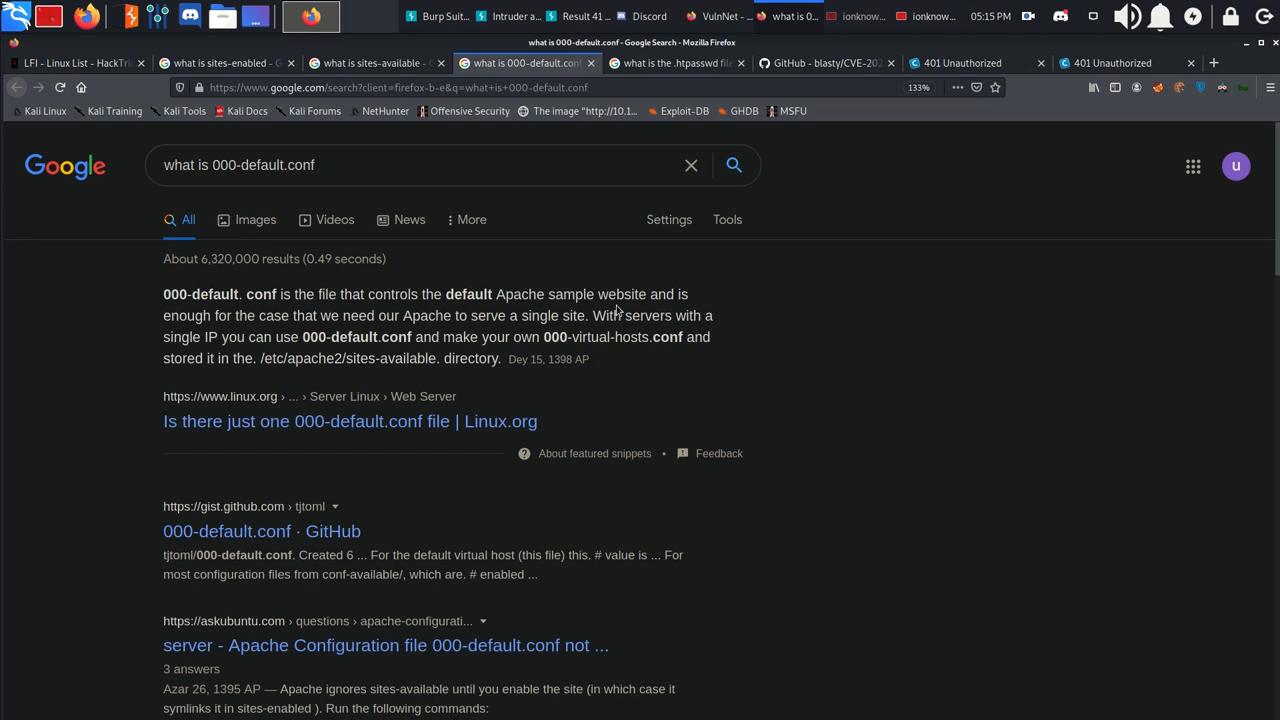 Burp Suit...
Intruder a...
Result 41 ...
Discord
VulnNet - ...
what is 0...
ionknow...
ionknow...
05:15 PM
what is 000-default.conf - Google Search - Mozilla Firefox
LFI - Linux List - HackTric
what is sites-enabled - G
what is sites-available - G
what is 000-default.conf
what is the .htpasswd file
GitHub - blasty/CVE-202
401 Unauthorized
401 Unauthorized
https://www.google.com/search?client=firefox-b-e&q=what+is+000-default.conf
133%
Kali Linux
Kali Training
Kali Tools
Kali Docs
Kali Forums
NetHunter
Offensive Security
The image "http://10.1...
Exploit-DB
GHDB
MSFU
Google
what is 000-default.conf
u
All
Images
Videos
News
More
Settings
Tools
About 6,320,000 results (0.49 seconds)
000-default. conf is the file that controls the default Apache sample website and is
enough for the case that we need our Apache to serve a single site. With servers with a
single IP you can use 000-default.conf and make your own 000-virtual-hosts.conf and
stored it in the. /etc/apache2/sites-available. directory. Dey 15, 1398 AP
https://www.linux.org › ... › Server Linux › Web Server
Is there just one 000-default.conf file | Linux.org
About featured snippets • Feedback
https://gist.github.com › tjtoml
000-default.conf · GitHub
tjtoml/000-default.conf. Created 6 ... For the default virtual host (this file) this. # value is ... For
most configuration files from conf-available/, which are. # enabled ...
https://askubuntu.com › questions › apache-configurati...
server - Apache Configuration file 000-default.conf not ...
3 answers
Azar 26, 1395 AP — Apache ignores sites-available until you enable the site (in which case it
symlinks it in sites-enabled ). Run the following commands: